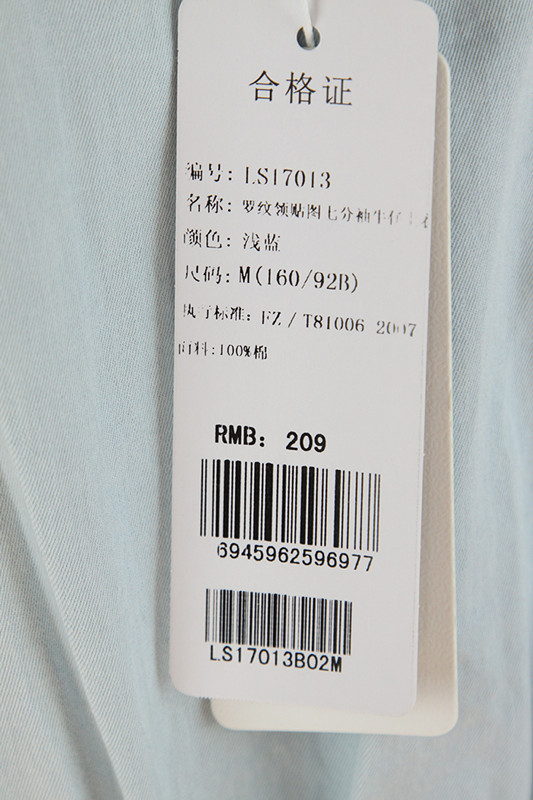 合格证
编号: LS17013
名称: 罗纹领贴图七分袖牛仔
颜色: 浅蓝
尺码: M(160/92B)
执行标准: FZ/T81006 2007
面料:100%棉
RMB: 209
6945962596977
LS17013B02M